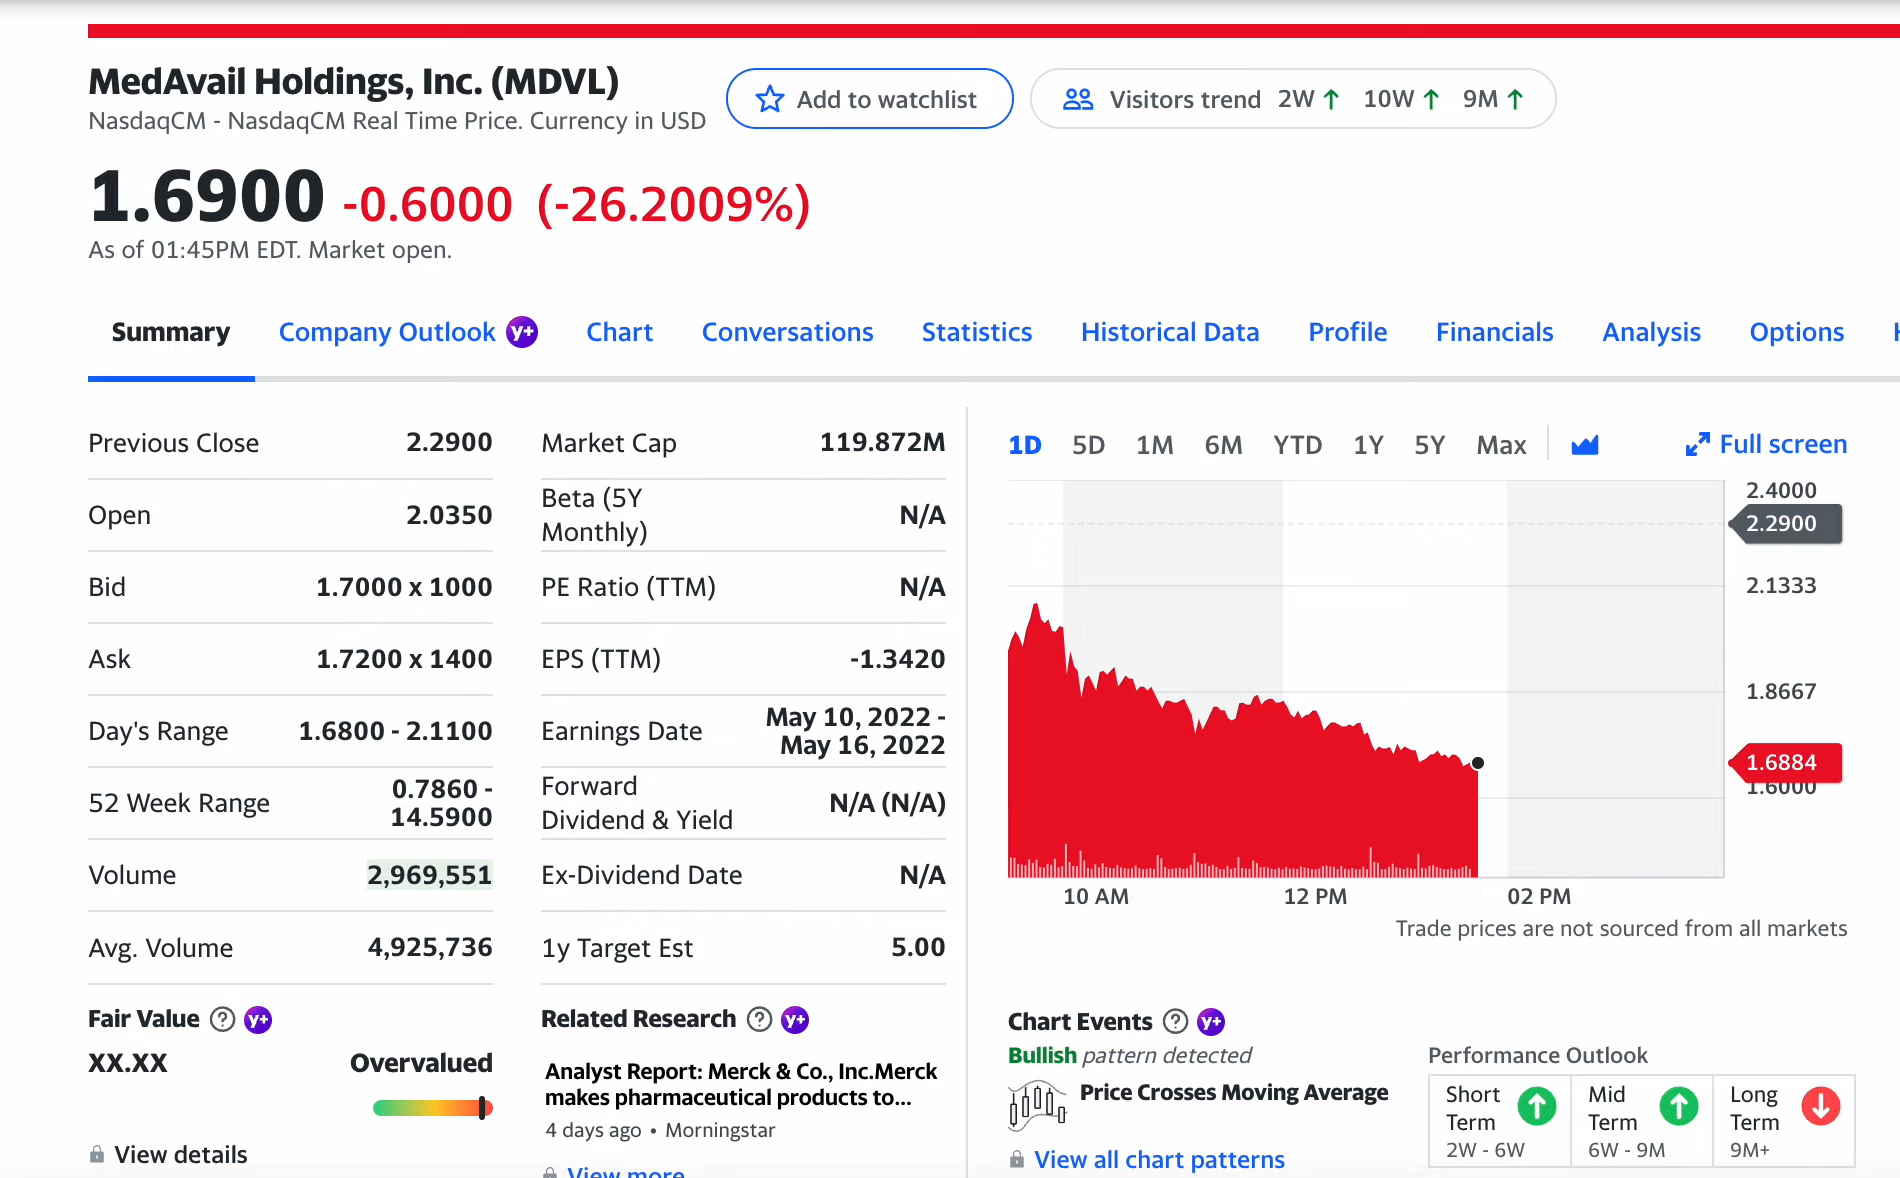 MedAvail Holdings, Inc. (MDVL)
NasdaqCM - NasdaqCM Real Time Price. Currency in USD
Add to watchlist
Visitors trend 2W 10W 9M
1.6900 -0.6000 (-26.2009%)
As of 01:45PM EDT. Market open.
Summary Company Outlook y+ Chart Conversations Statistics Historical Data Profile Financials Analysis Options
Previous Close 2.2900
Open 2.0350
Bid 1.7000 x 1000
Ask 1.7200 x 1400
Day's Range 1.6800 - 2.1100
52 Week Range 0.7860 -
14.5900
Volume 2,969,551
Avg. Volume 4,925,736
Market Cap 119.872M
Beta (5Y
Monthly) N/A
PE Ratio (TTM) N/A
EPS (TTM) -1.3420
Earnings Date May 10, 2022 -
May 16, 2022
Forward
Dividend & Yield N/A (N/A)
Ex-Dividend Date N/A
1y Target Est 5.00
1D 5D 1M 6M YTD 1Y 5Y Max Full screen
2.4000
2.2900
2.1333
1.8667
1.6884
1.6000
10 AM 12 PM 02 PM
Trade prices are not sourced from all markets
Fair Value ? y+
XX.XX Overvalued
View details
Related Research ? y+
Analyst Report: Merck & Co., Inc.Merck
makes pharmaceutical products to...
4 days ago • Morningstar
View more
Chart Events ? y+
Bullish pattern detected
Price Crosses Moving Average
View all chart patterns
Performance Outlook
Short
Term
2W - 6W
Mid
Term
6W - 9M
Long
Term
9M+